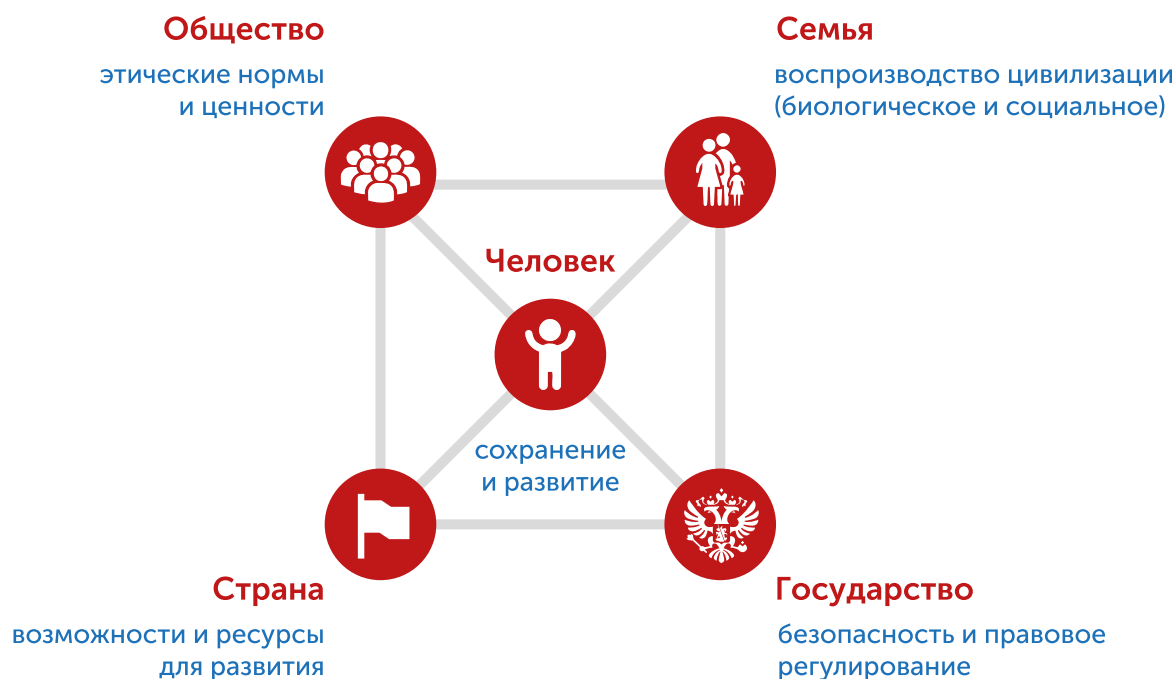 Общество
этические нормы
и ценности
Семья
воспроизводство цивилизации
(биологическое и социальное)
Человек
сохранение
и развитие
Страна
возможности и ресурсы
для развития
Государство
безопасность и правовое
регулирование